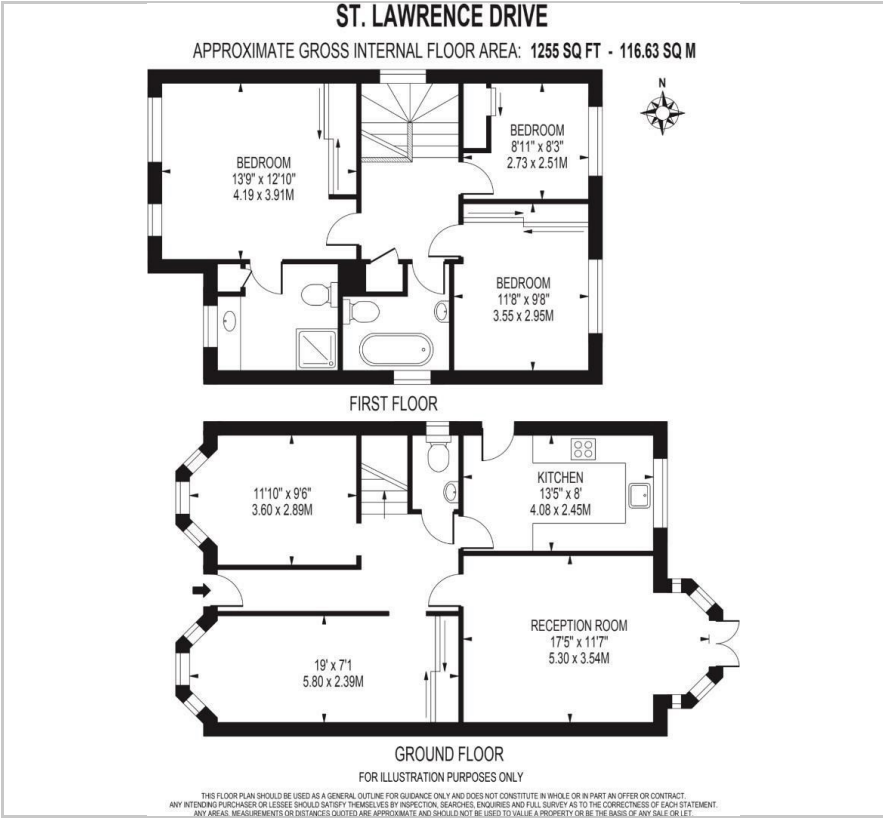 ST. LAWRENCE DRIVE
APPROXIMATE GROSS INTERNAL FLOOR AREA: 1255 SQ FT - 116.63 SQ M
N
BEDROOM
13'9" x 12'10"
4.19 x 3.91M
BEDROOM
8'11" x 8'3"
2.73 x 2.51M
BEDROOM
11'8" x 9'8"
3.55 x 2.95M
FIRST FLOOR
11'10" x 9'6"
3.60 x 2.89M
KITCHEN
13'5" x 8'
4.08 x 2.45M
RECEPTION ROOM
17'5" x 11'7"
5.30 x 3.54M
19' x 7'1
5.80 x 2.39M
GROUND FLOOR
FOR ILLUSTRATION PURPOSES ONLY
THIS FLOOR PLAN SHOULD BE USED AS A GENERAL OUTLINE FOR GUIDANCE ONLY AND DOES NOT CONSTITUTE IN WHOLE OR IN PART AN OFFER OR CONTRACT.
ANY INTENDING PURCHASER OR LESSEE SHOULD SATISFY THEMSELVES BY INSPECTION, SEARCHES, ENQUIRIES AND FULL SURVEY AS TO THE CORRECTNESS OF EACH STATEMENT.
ANY AREAS, MEASUREMENTS OR DISTANCES QUOTED ARE APPROXIMATE AND SHOULD NOT BE USED TO VALUE A PROPERTY OR BE THE BASIS OF ANY SALE OR LET.